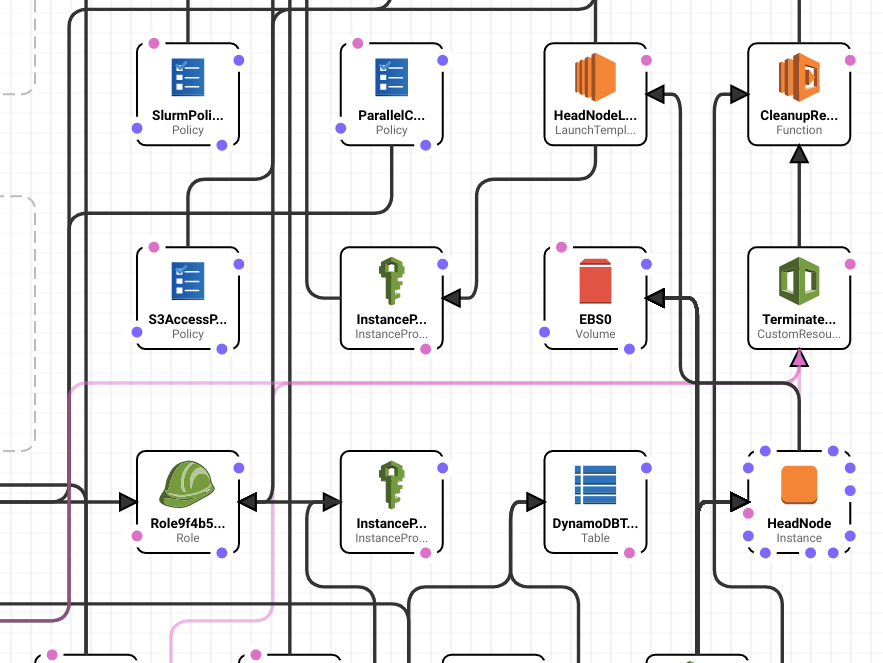 SlurmPoli...
Policy
ParallelC...
Policy
HeadNodeL...
LaunchTempl...
CleanupRe...
Function
S3AccessP...
Policy
InstanceP...
InstancePro...
EBS0
Volume
Terminate...
CustomResou...
Role9f4b5...
Role
InstanceP...
InstancePro...
DynamoDBT...
Table
HeadNode
Instance